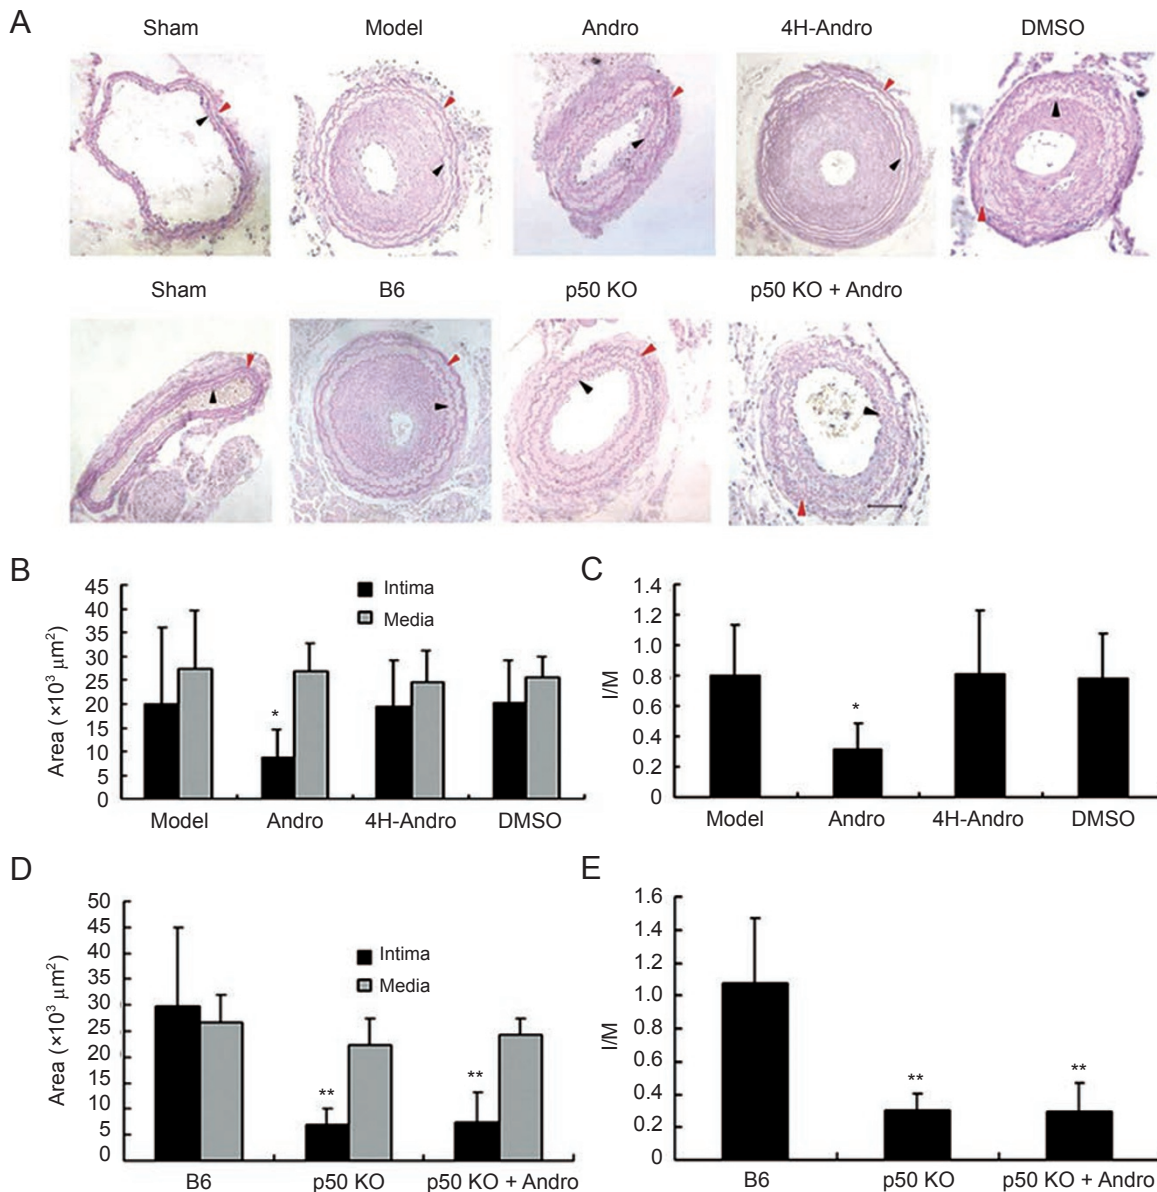 A
Sham Model Andro 4H-Andro DMSO
Sham B6 p50 KO p50 KO + Andro
B
Area (×10³ μm²)
45
40
35
30
25
20
15
10
5
0
Intima
Media
*
Model Andro 4H-Andro DMSO
C
I/M
1.4
1.2
1.0
0.8
0.6
0.4
0.2
0
*
Model Andro 4H-Andro DMSO
D
Area (×10³ μm²)
50
45
40
35
30
25
20
15
10
5
0
Intima
Media
**
**
B6 p50 KO p50 KO + Andro
E
I/M
1.6
1.4
1.2
1.0
0.8
0.6
0.4
0.2
0
**
**
B6 p50 KO p50 KO + Andro